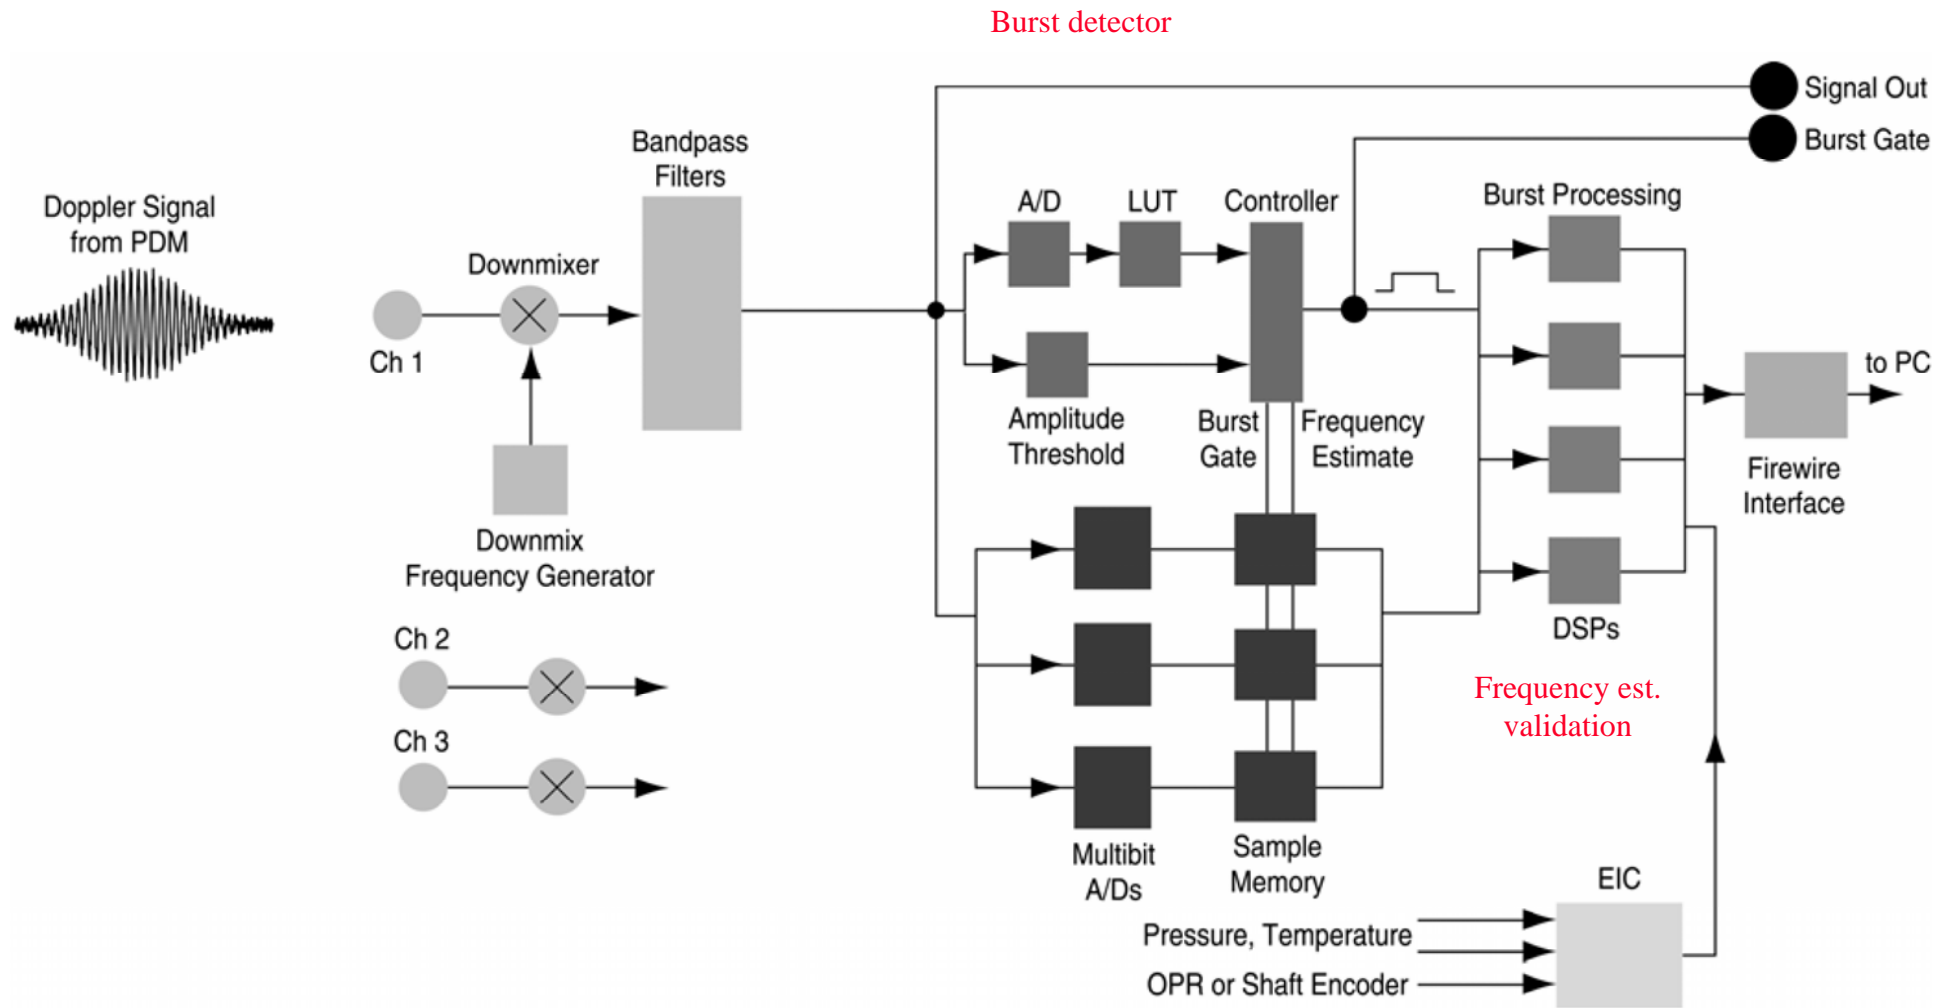 Burst detector
Signal Out
Burst Gate
Bandpass
Filters
Doppler Signal
from PDM
Downmixer
Ch 1
A/D
LUT
Controller
Burst Processing
Amplitude
Threshold
Burst
Gate
Frequency
Estimate
to PC
Firewire
Interface
Downmix
Frequency Generator
Ch 2
Ch 3
DSPs
Frequency est.
validation
Multibit
A/Ds
Sample
Memory
EIC
Pressure, Temperature
OPR or Shaft Encoder